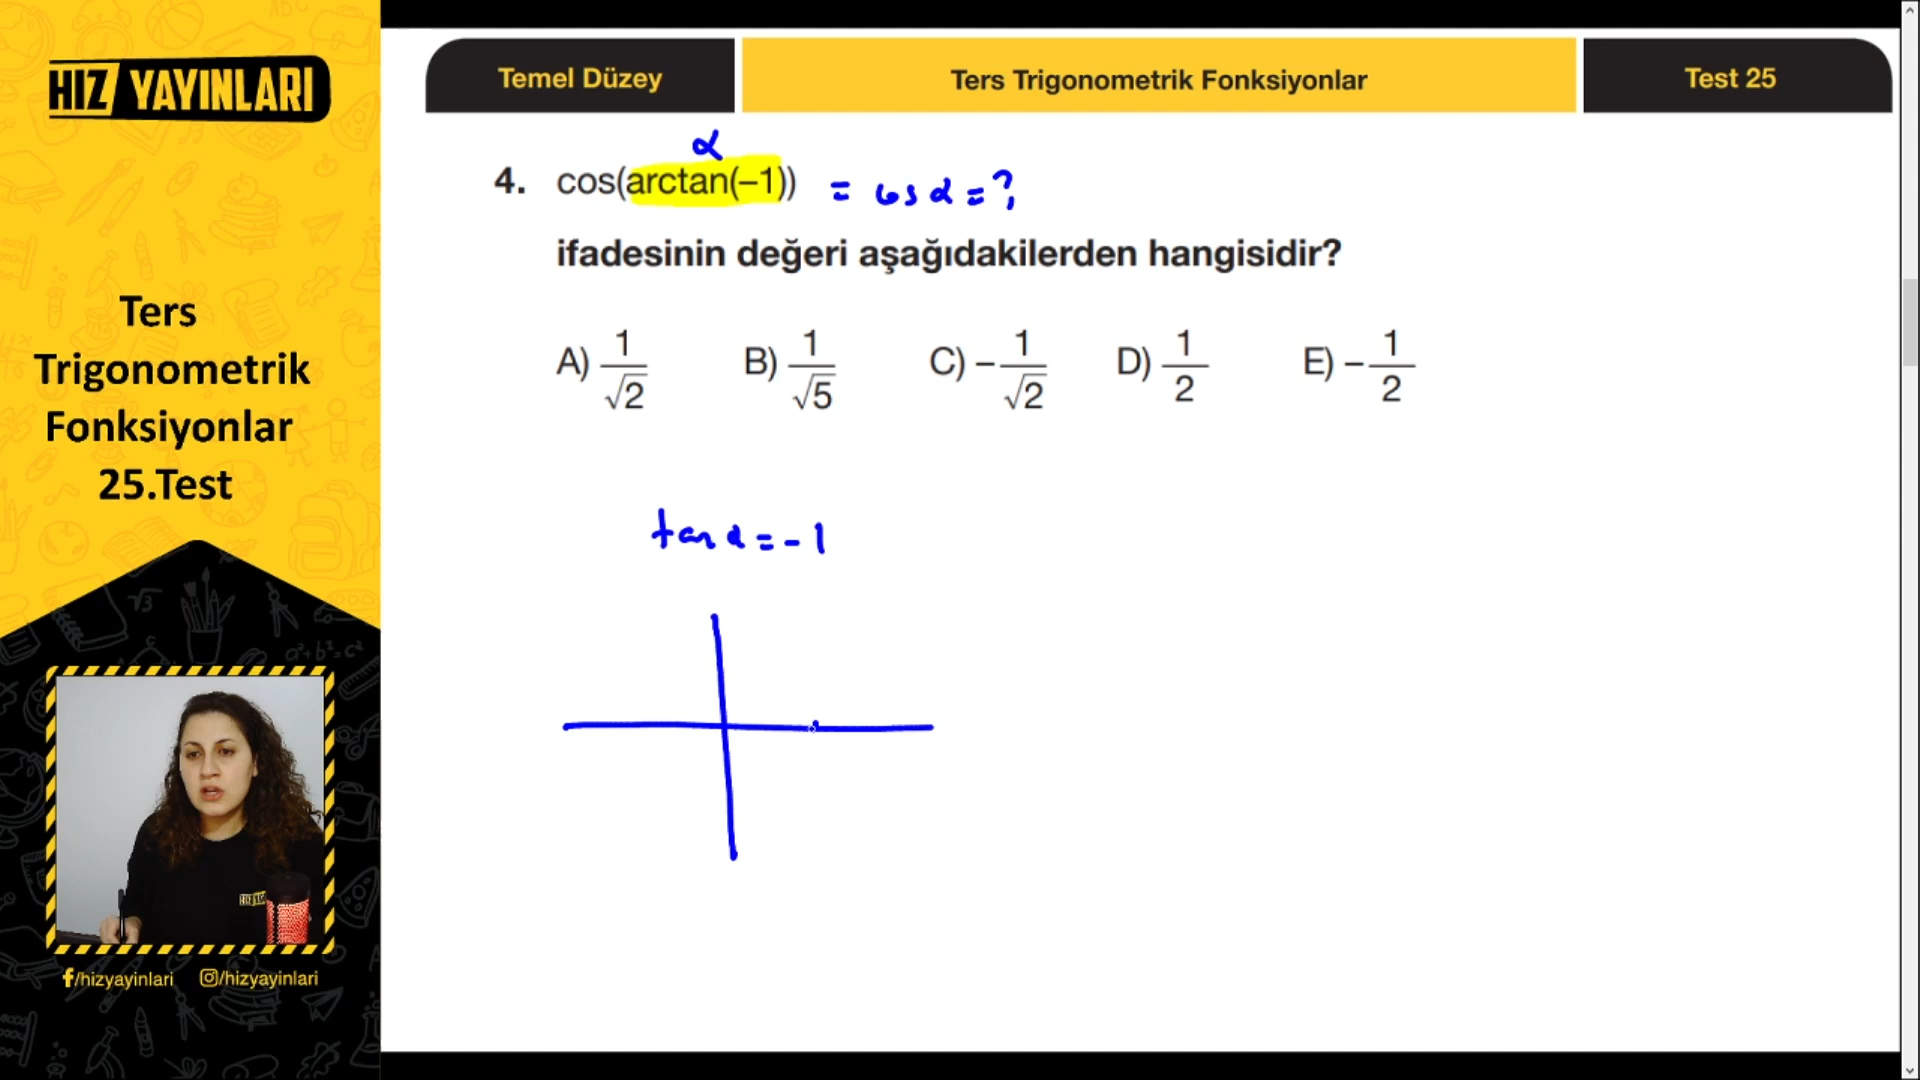 HIZ YAYINLARI
Ters
Trigonometrik
Fonksiyonlar
25.Test
/hizyayinlari /hizyayinlari
Temel Düzey
Ters Trigonometrik Fonksiyonlar
Test 25
α
4. cos(arctan(–1)) = cos α = ?
ifadesinin değeri aşağıdakilerden hangisidir?
A) 1/√2 B) 1/√5 C) –1/√2 D) 1/2 E) –1/2
tan α = -1